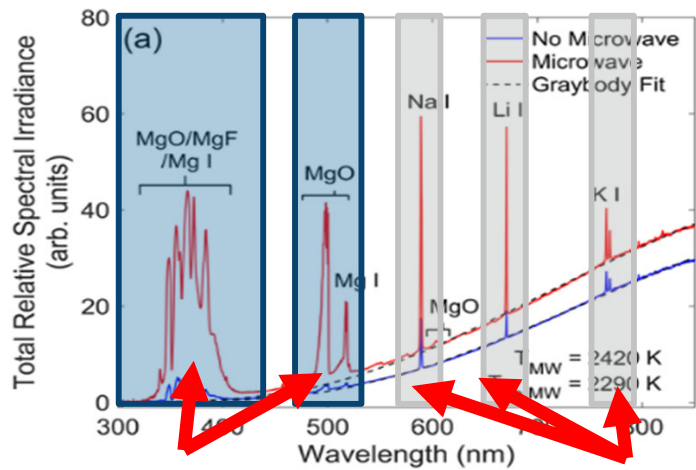 (a)
No Microwave
Microwave
Graybody Fit
Total Relative Spectral Irradiance
(arb. units)
80
60
40
20
0
MgO/MgF
/Mg I
MgO
Mg I
Na I
MgO
Li I
K I
T MW = 2420 K
MW = 2290 K
300
400
500
600
Wavelength (nm)